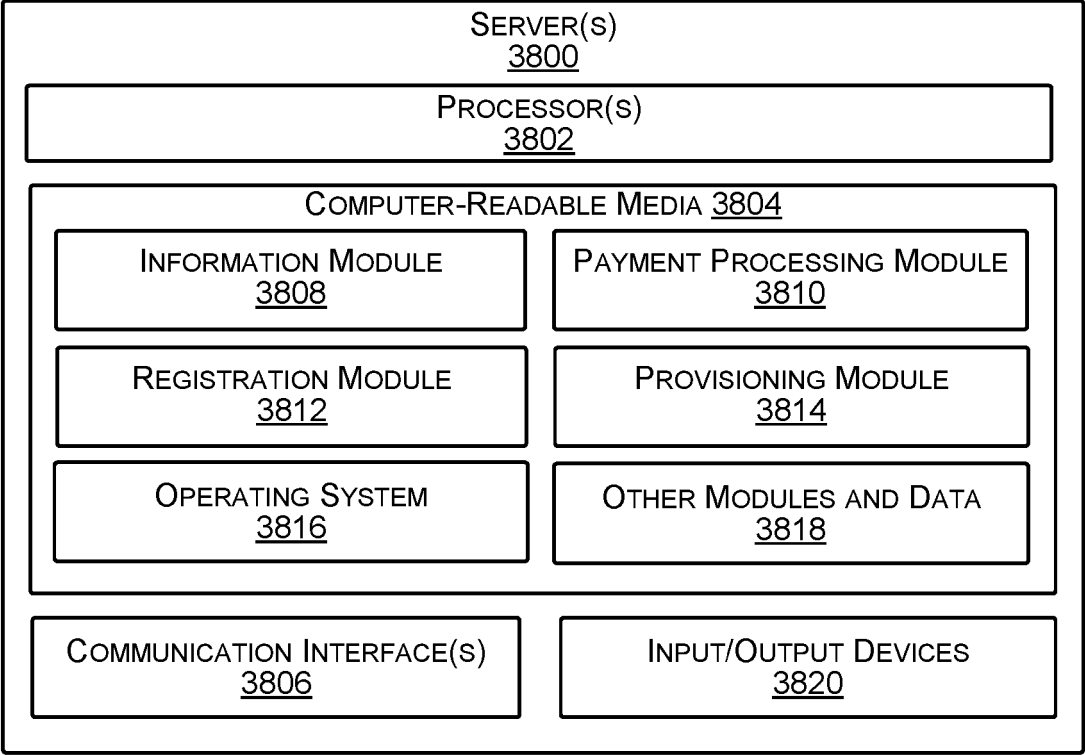 SERVER(S)
3800
PROCESSOR(S)
3802
COMPUTER-READABLE MEDIA 3804
INFORMATION MODULE
3808
PAYMENT PROCESSING MODULE
3810
REGISTRATION MODULE
3812
PROVISIONING MODULE
3814
OPERATING SYSTEM
3816
OTHER MODULES AND DATA
3818
COMMUNICATION INTERFACE(S)
3806
INPUT/OUTPUT DEVICES
3820